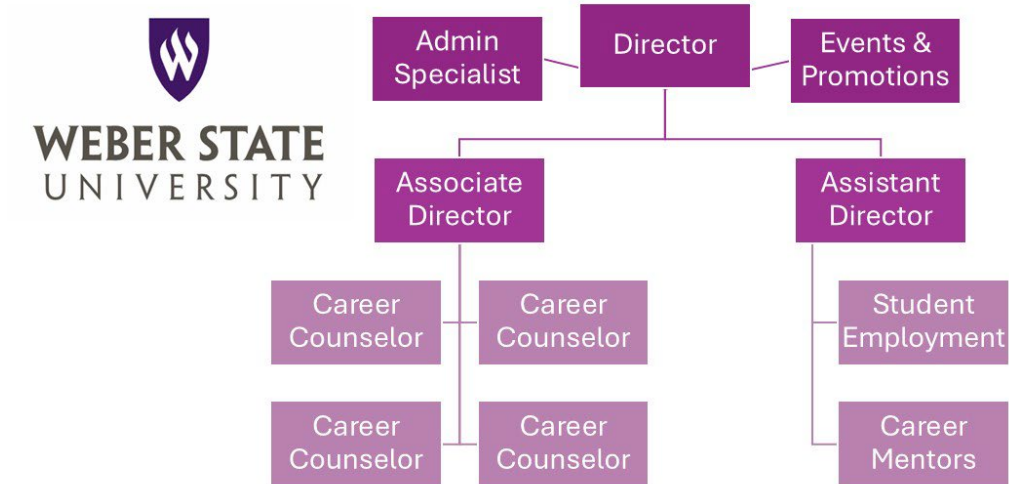 WEBER STATE
UNIVERSITY
Admin
Specialist
Director
Events &
Promotions
Associate
Director
Assistant
Director
Career
Counselor
Career
Counselor
Student
Employment
Career
Counselor
Career
Counselor
Career
Mentors